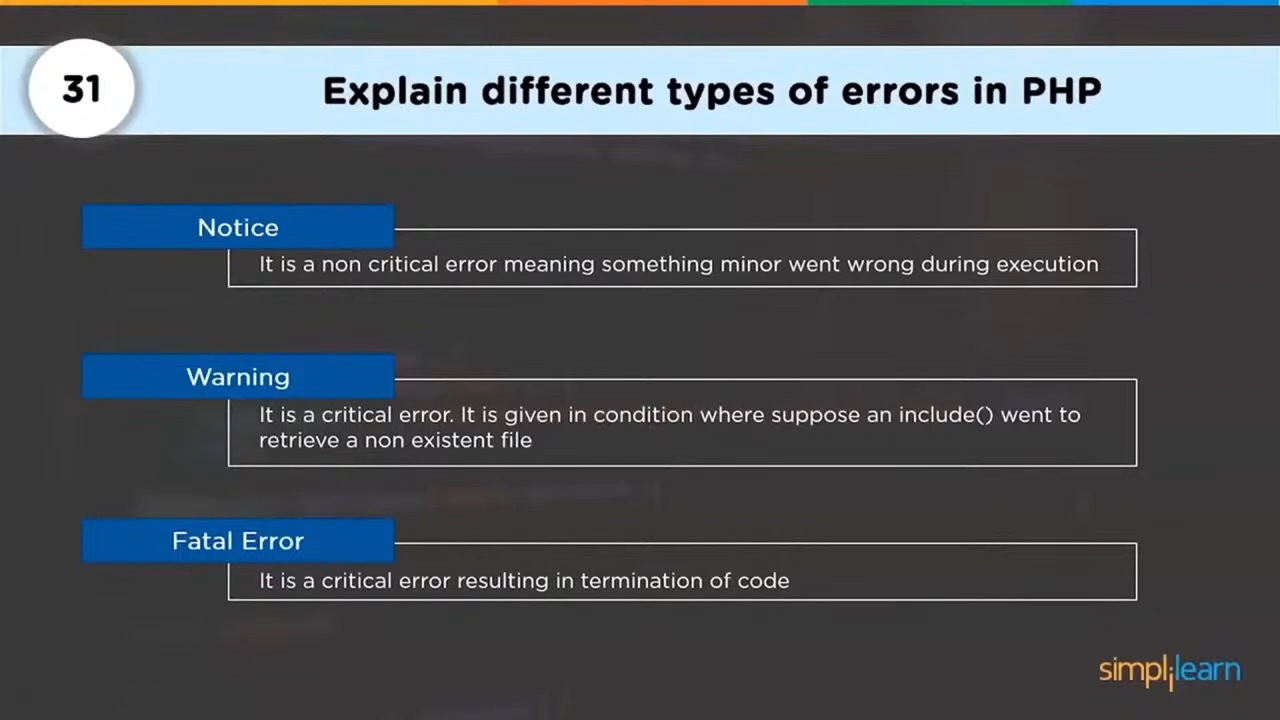 31
Explain different types of errors in PHP
Notice
It is a non critical error meaning something minor went wrong during execution
Warning
It is a critical error. It is given in condition where suppose an include() went to
retrieve a non existent file
Fatal Error
It is a critical error resulting in termination of code
simplilearn